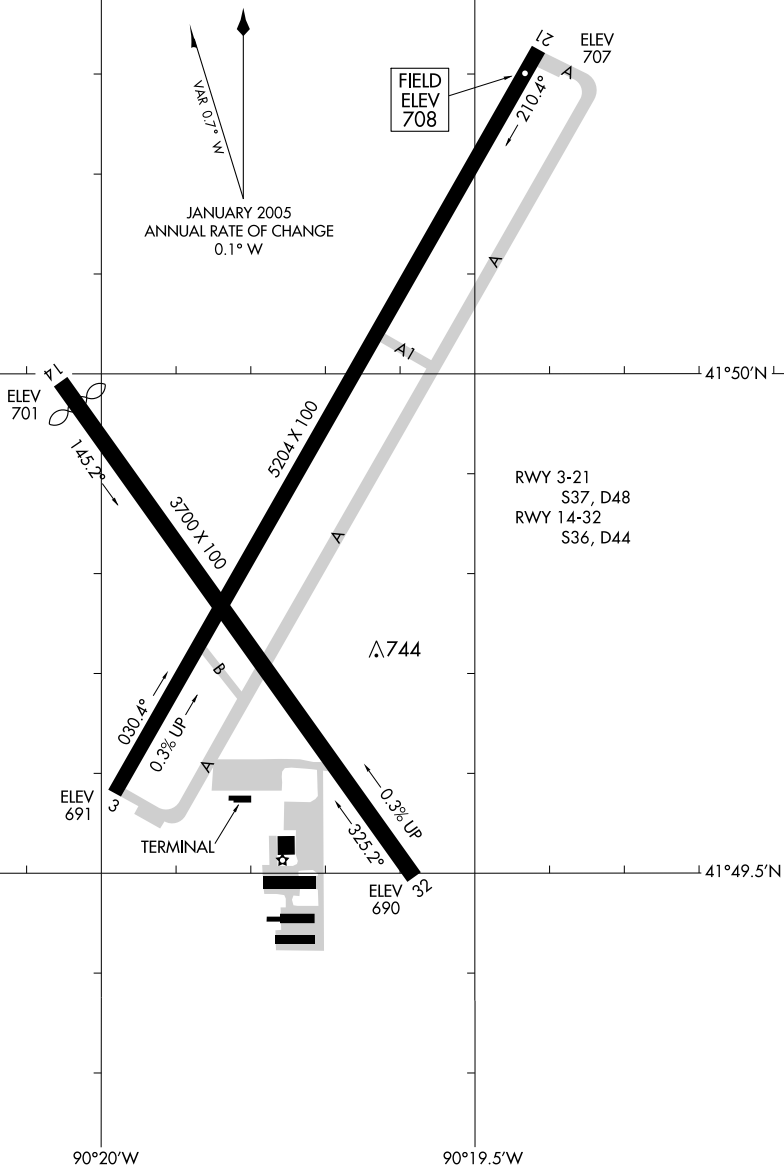 21
ELEV
707
FIELD
ELEV
708
A
210.4°
VAR 0.7° W
JANUARY 2005
ANNUAL RATE OF CHANGE
0.1° W
A
A1
14
41°50'N
ELEV
701
145.2°
5204 X 100
3700 X 100
RWY 3-21
S37, D48
RWY 14-32
S36, D44
A
744
B
030.4°
0.3% UP
A
ELEV
691
3
0.3% UP
325.2°
TERMINAL
ELEV
690
32
41°49.5'N
90°20'W
90°19.5'W